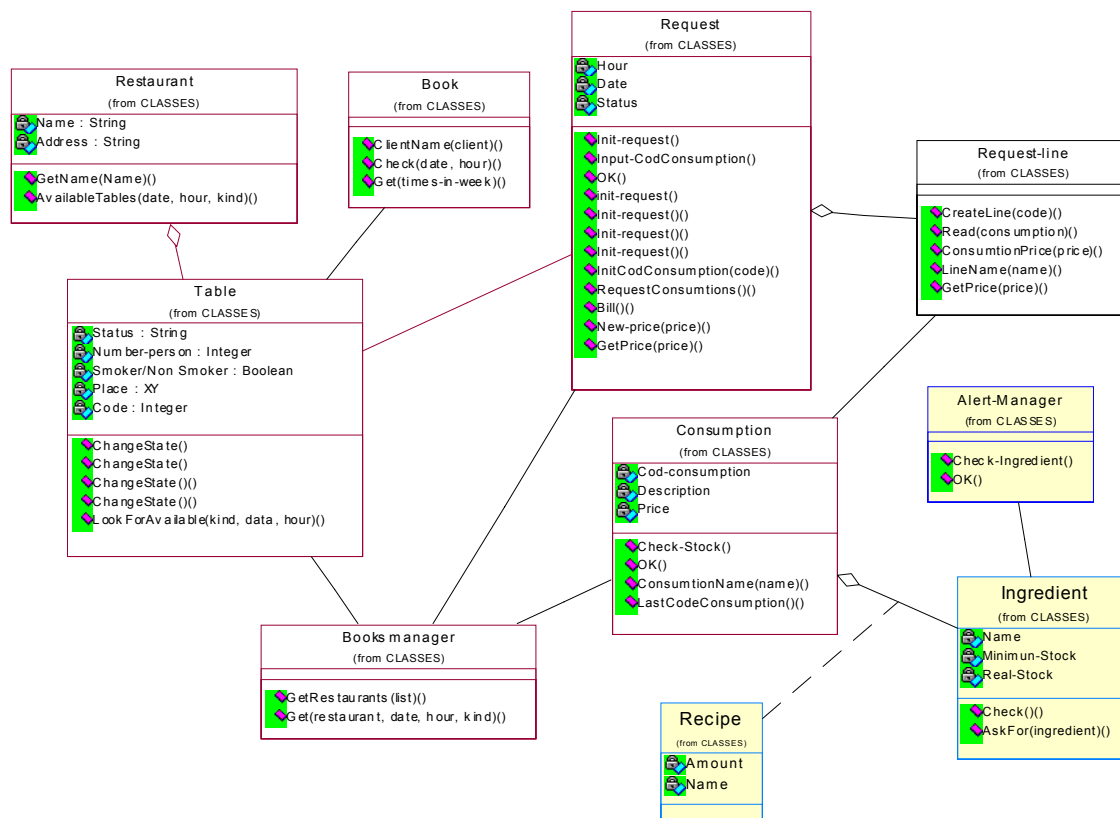 Restaurant
(from CLASSES)
Name : String
Address : String
GetName(Name)()
AvailableTables(date, hour, kind)()
Book
(from CLASSES)
ClientName(client)()
Check(date, hour)()
Get(times-in-week)()
Request
(from CLASSES)
Hour
Date
Status
Init-request()
Input-CodConsumption()
OK()
init-request()
Init-request()()
Init-request()()
Init-request()()
InitCodConsumption(code)()
RequestConsumtions()()
Bill()()
New-price(price)()
GetPrice(price)()
Request-line
(from CLASSES)
CreateLine(code)()
Read(consumption)()
ConsumtionPrice(price)()
LineName(name)()
GetPrice(price)()
Table
(from CLASSES)
Status : String
Number-person : Integer
Smoker/Non Smoker : Boolean
Place : XY
Code : Integer
ChangeState()
ChangeState()
ChangeState()()
ChangeState()()
LookForAvailable(kind, data, hour)()
Consumption
(from CLASSES)
Cod-consumption
Description
Price
Check-Stock()
OK()
ConsumtionName(name)()
LastCodeConsumption()()
Alert-Manager
(from CLASSES)
Check-Ingredient()
OK()
Ingredient
(from CLASSES)
Name
Minimun-Stock
Real-Stock
Check()()
AskFor(ingredient)()
Booksmanager
(from CLASSES)
GetRestaurants(list)()
Get(restaurant, date, hour, kind)()
Recipe
(from CLASSES)
Amount
Name